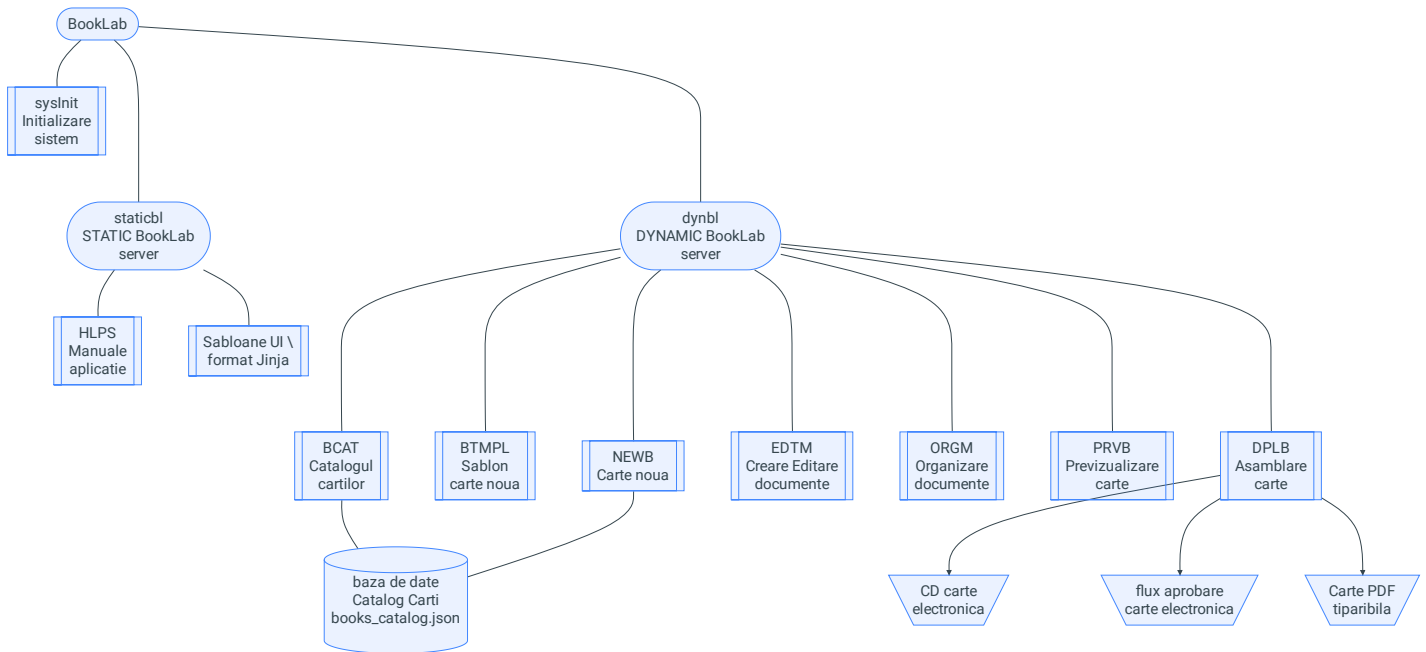 BookLab
sysInit
Initializare
sistem
staticbl
STATIC BookLab
server
dynbl
DYNAMIC BookLab
server
HLPS
Manuale
aplicatie
Sabloane UI \
format Jinja
BCAT
Catalogul
cartilor
BTMPL
Sablon
carte noua
NEWB
Carte noua
EDTM
Creare Editare
documente
ORGM
Organizare
documente
PRVB
Previzualizare
carte
DPLB
Asamblare
carte
baza de date
Catalog Carti
books_catalog.json
CD carte
electronica
flux aprobare
carte electronica
Carte PDF
tiparibila